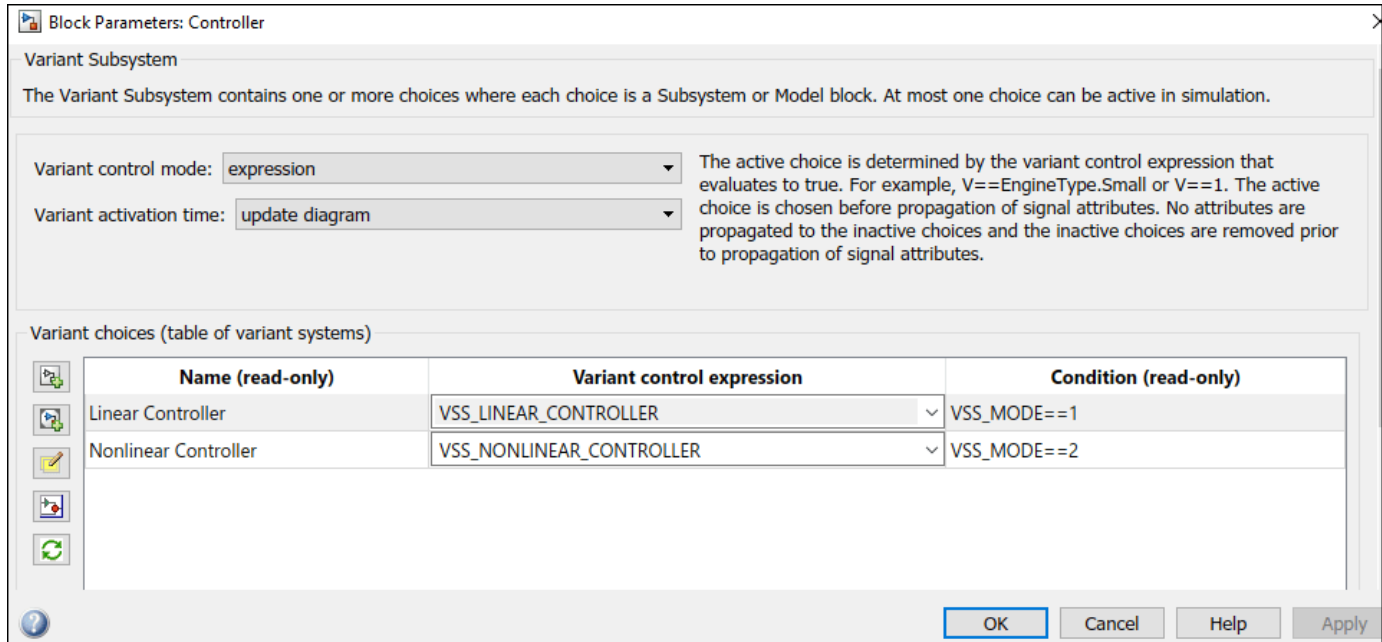 Block Parameters: Controller
Variant Subsystem
The Variant Subsystem contains one or more choices where each choice is a Subsystem or Model block. At most one choice can be active in simulation.
Variant control mode: expression
Variant activation time: update diagram
The active choice is determined by the variant control expression that
evaluates to true. For example, V==EngineType.Small or V==1. The active
choice is chosen before propagation of signal attributes. No attributes are
propagated to the inactive choices and the inactive choices are removed prior
to propagation of signal attributes.
Variant choices (table of variant systems)
Name (read-only) Variant control expression Condition (read-only)
Linear Controller VSS_LINEAR_CONTROLLER VSS_MODE==1
Nonlinear Controller VSS_NONLINEAR_CONTROLLER VSS_MODE==2
OK Cancel Help Apply